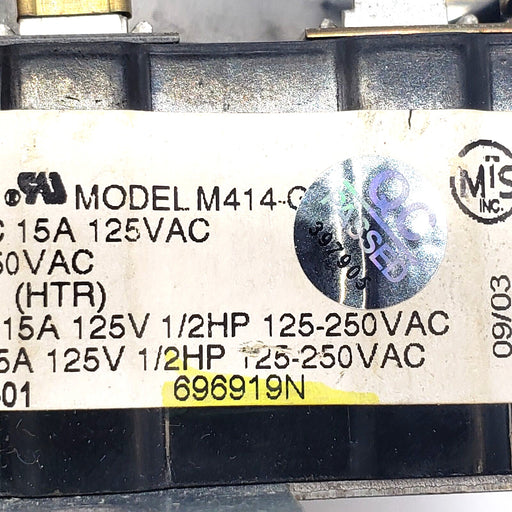 MODEL M414-G
C 15A 125VAC
50VAC
(HTR)
15A 125V 1/2HP 125-250VAC
5A 125V 1/2HP 125-250VAC
-01 696919N
QC
PASSED
397905
MIS
INC.
09/03